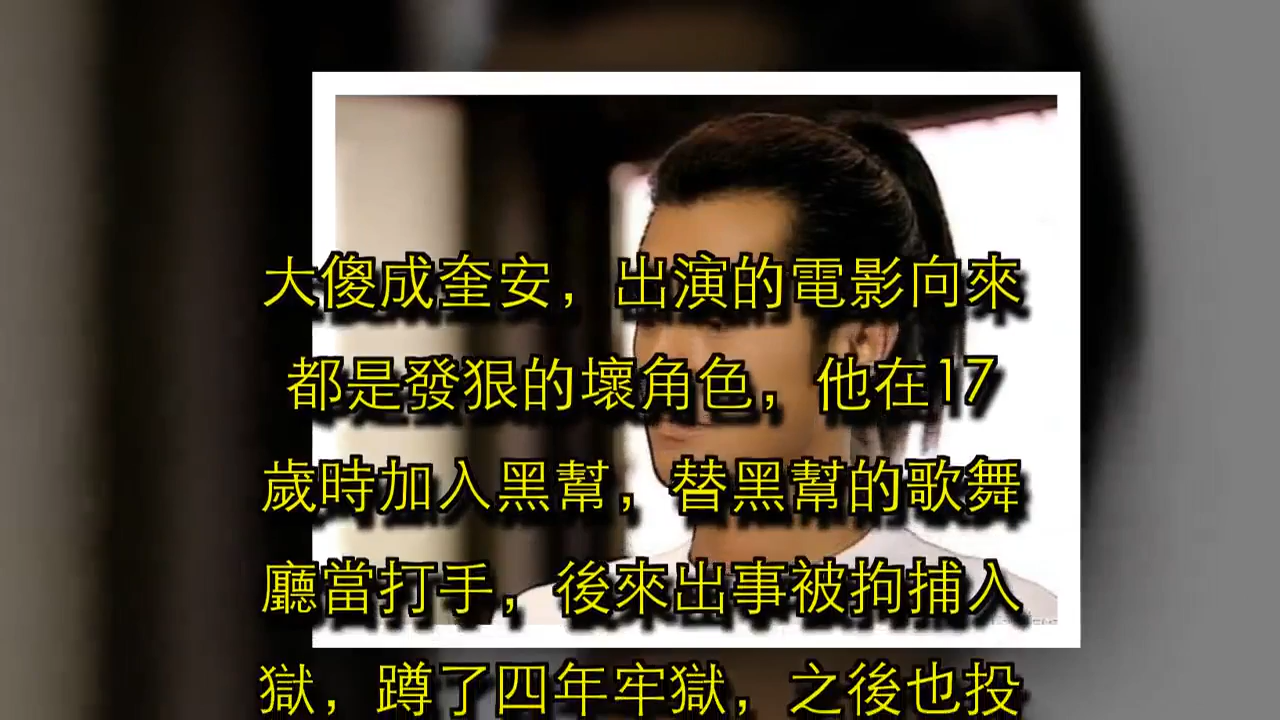 大傻成奎安，出演的電影向來
都是發狠的壞角色，他在17
歲時加入黑幫，替黑幫的歌舞
廳當打手，後來出事被拘捕入
獄，蹲了四年牢獄，之後也投